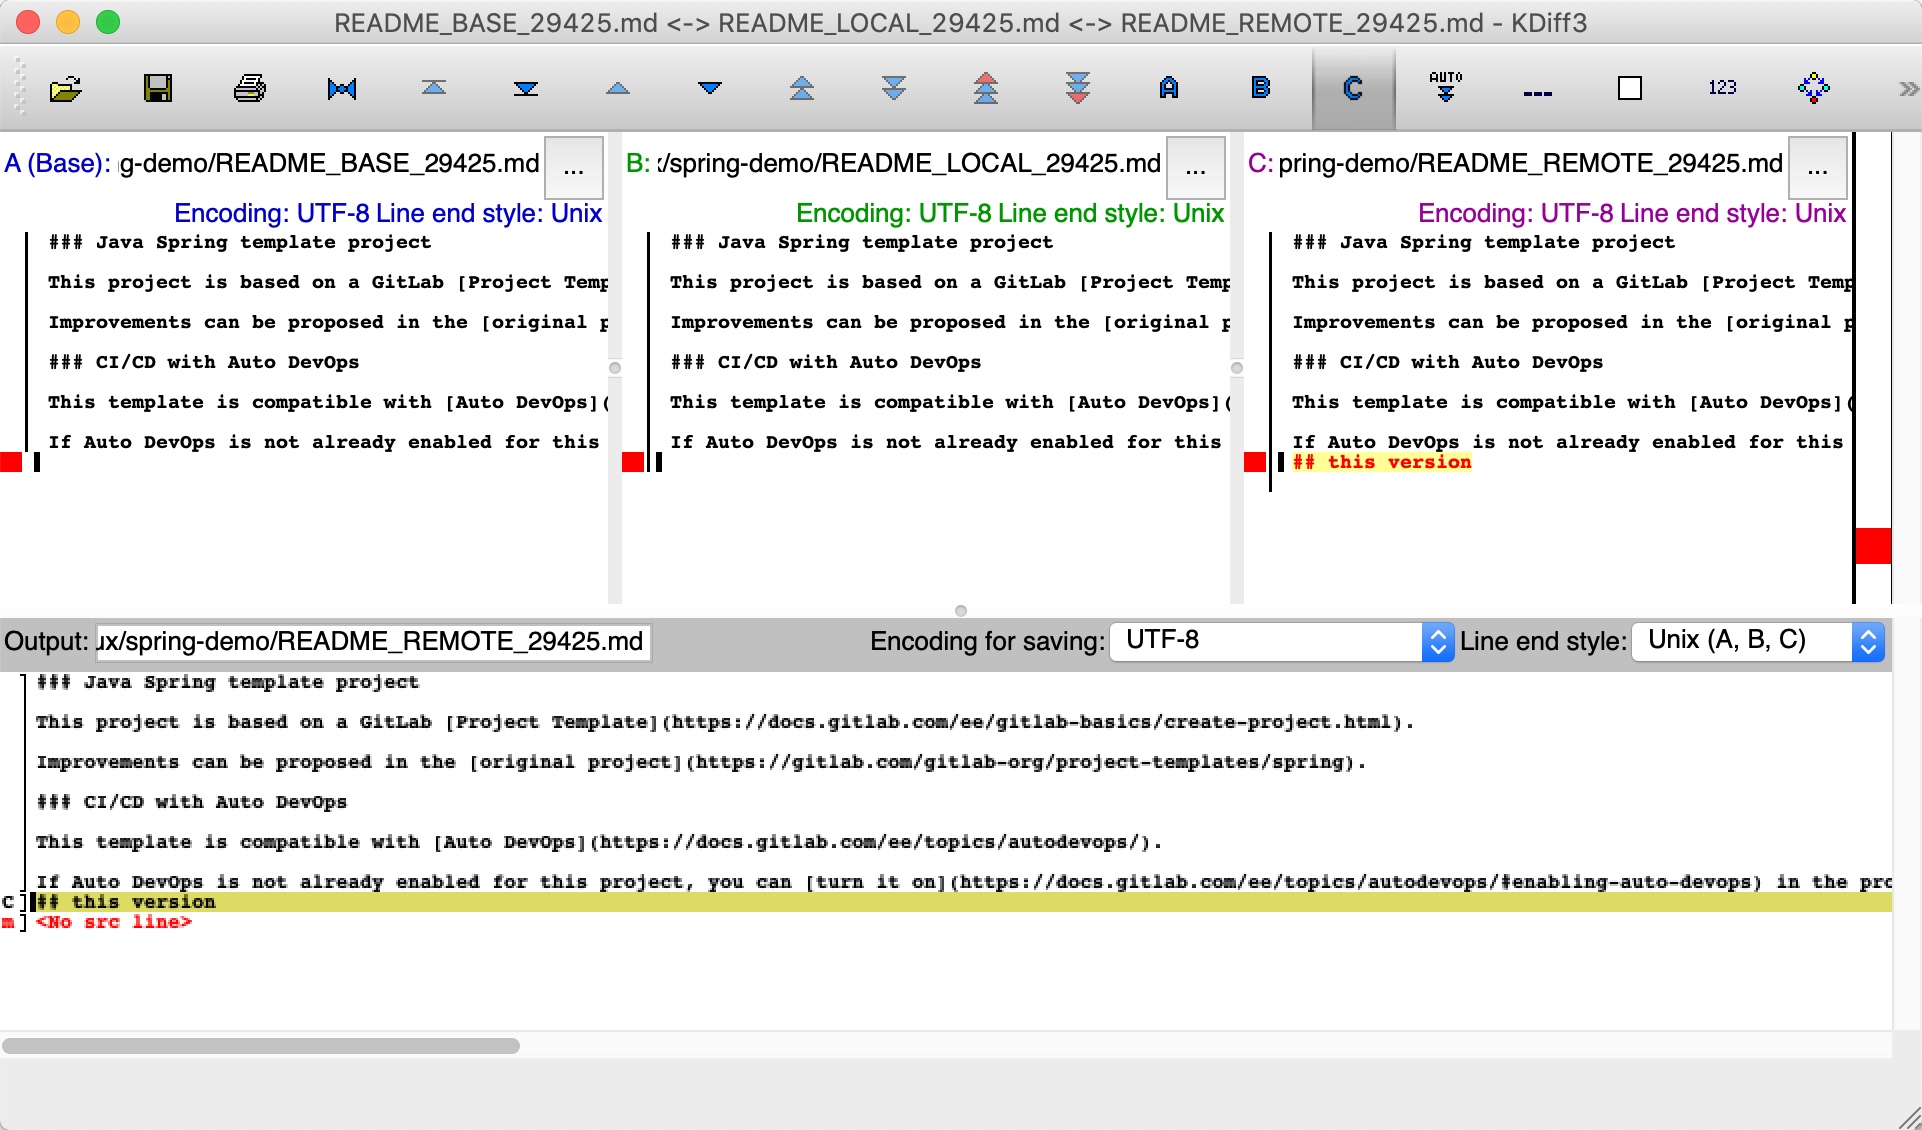 README_BASE_29425.md <-> README_LOCAL_29425.md <-> README_REMOTE_29425.md - KDiff3
A B C AUTO --- 123 »
A (Base): g-demo/README_BASE_29425.md ...
Encoding: UTF-8 Line end style: Unix
### Java Spring template project
This project is based on a GitLab [Project Temp
Improvements can be proposed in the [original p
### CI/CD with Auto DevOps
This template is compatible with [Auto DevOps](
If Auto DevOps is not already enabled for this
B: x/spring-demo/README_LOCAL_29425.md ...
Encoding: UTF-8 Line end style: Unix
### Java Spring template project
This project is based on a GitLab [Project Temp
Improvements can be proposed in the [original p
### CI/CD with Auto DevOps
This template is compatible with [Auto DevOps](
If Auto DevOps is not already enabled for this
C: pring-demo/README_REMOTE_29425.md ...
Encoding: UTF-8 Line end style: Unix
### Java Spring template project
This project is based on a GitLab [Project Temp
Improvements can be proposed in the [original p
### CI/CD with Auto DevOps
This template is compatible with [Auto DevOps](
If Auto DevOps is not already enabled for this
## this version
Output: ux/spring-demo/README_REMOTE_29425.md Encoding for saving: UTF-8 Line end style: Unix (A, B, C)
### Java Spring template project
This project is based on a GitLab [Project Template](https://docs.gitlab.com/ee/gitlab-basics/create-project.html).
Improvements can be proposed in the [original project](https://gitlab.com/gitlab-org/project-templates/spring).
### CI/CD with Auto DevOps
This template is compatible with [Auto DevOps](https://docs.gitlab.com/ee/topics/autodevops/).
If Auto DevOps is not already enabled for this project, you can [turn it on](https://docs.gitlab.com/ee/topics/autodevops/#enabling-auto-devops) in the pro
C ## this version
m <No src line>